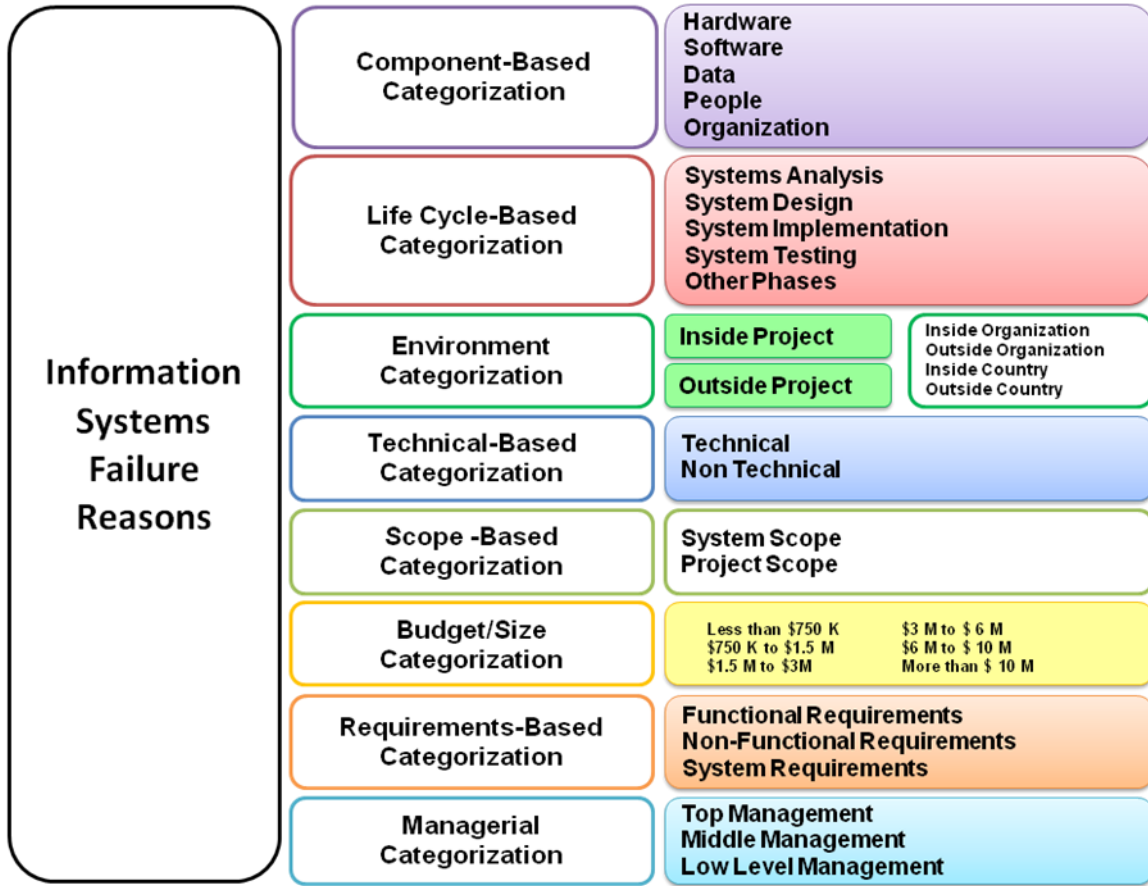 Information
Systems
Failure
Reasons
Component-Based
Categorization
Hardware
Software
Data
People
Organization
Life Cycle-Based
Categorization
Systems Analysis
System Design
System Implementation
System Testing
Other Phases
Environment
Categorization
Inside Project
Outside Project
Inside Organization
Outside Organization
Inside Country
Outside Country
Technical-Based
Categorization
Technical
Non Technical
Scope -Based
Categorization
System Scope
Project Scope
Budget/Size
Categorization
Less than $750 K
$750 K to $1.5 M
$1.5 M to $3M
$3 M to $ 6 M
$6 M to $ 10 M
More than $ 10 M
Requirements-Based
Categorization
Functional Requirements
Non-Functional Requirements
System Requirements
Managerial
Categorization
Top Management
Middle Management
Low Level Management